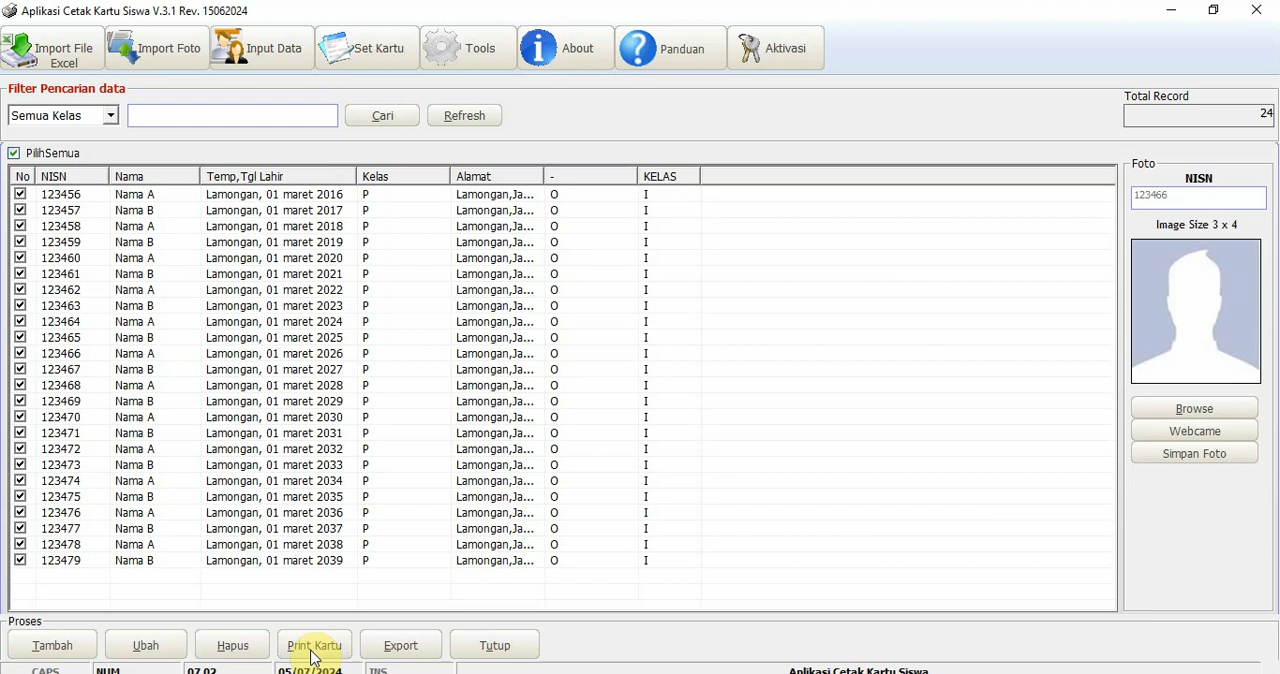 Aplikasi Cetak Kartu Siswa V.3.1 Rev. 15062024
Import File Excel Import Foto Input Data Set Kartu Tools About Panduan Aktivasi
Filter Pencarian data
Total Record
Semua Kelas Cari Refresh 24
PilihSemua
Foto
No NISN Nama Temp,Tgl Lahir Kelas Alamat - KELAS
NISN
123466
Image Size 3 x 4
123456 Nama A Lamongan, 01 maret 2016 P Lamongan,Ja... O I
123457 Nama B Lamongan, 01 maret 2017 P Lamongan,Ja... O I
123458 Nama A Lamongan, 01 maret 2018 P Lamongan,Ja... O I
123459 Nama B Lamongan, 01 maret 2019 P Lamongan,Ja... O I
123460 Nama A Lamongan, 01 maret 2020 P Lamongan,Ja... O I
123461 Nama B Lamongan, 01 maret 2021 P Lamongan,Ja... O I
123462 Nama A Lamongan, 01 maret 2022 P Lamongan,Ja... O I
123463 Nama B Lamongan, 01 maret 2023 P Lamongan,Ja... O I
123464 Nama A Lamongan, 01 maret 2024 P Lamongan,Ja... O I
123465 Nama B Lamongan, 01 maret 2025 P Lamongan,Ja... O I
123466 Nama A Lamongan, 01 maret 2026 P Lamongan,Ja... O I
123467 Nama B Lamongan, 01 maret 2027 P Lamongan,Ja... O I
123468 Nama A Lamongan, 01 maret 2028 P Lamongan,Ja... O I
123469 Nama B Lamongan, 01 maret 2029 P Lamongan,Ja... O I
123470 Nama A Lamongan, 01 maret 2030 P Lamongan,Ja... O I
123471 Nama B Lamongan, 01 maret 2031 P Lamongan,Ja... O I
123472 Nama A Lamongan, 01 maret 2032 P Lamongan,Ja... O I
123473 Nama B Lamongan, 01 maret 2033 P Lamongan,Ja... O I
123474 Nama A Lamongan, 01 maret 2034 P Lamongan,Ja... O I
123475 Nama B Lamongan, 01 maret 2035 P Lamongan,Ja... O I
123476 Nama A Lamongan, 01 maret 2036 P Lamongan,Ja... O I
123477 Nama B Lamongan, 01 maret 2037 P Lamongan,Ja... O I
123478 Nama A Lamongan, 01 maret 2038 P Lamongan,Ja... O I
123479 Nama B Lamongan, 01 maret 2039 P Lamongan,Ja... O I
Browse
Webcame
Simpan Foto
Proses
Tambah Ubah Hapus Print Kartu Export Tutup
CAPS NUM 07.02 05/07/2024 INS Aplikasi Cetak Kartu Siswa